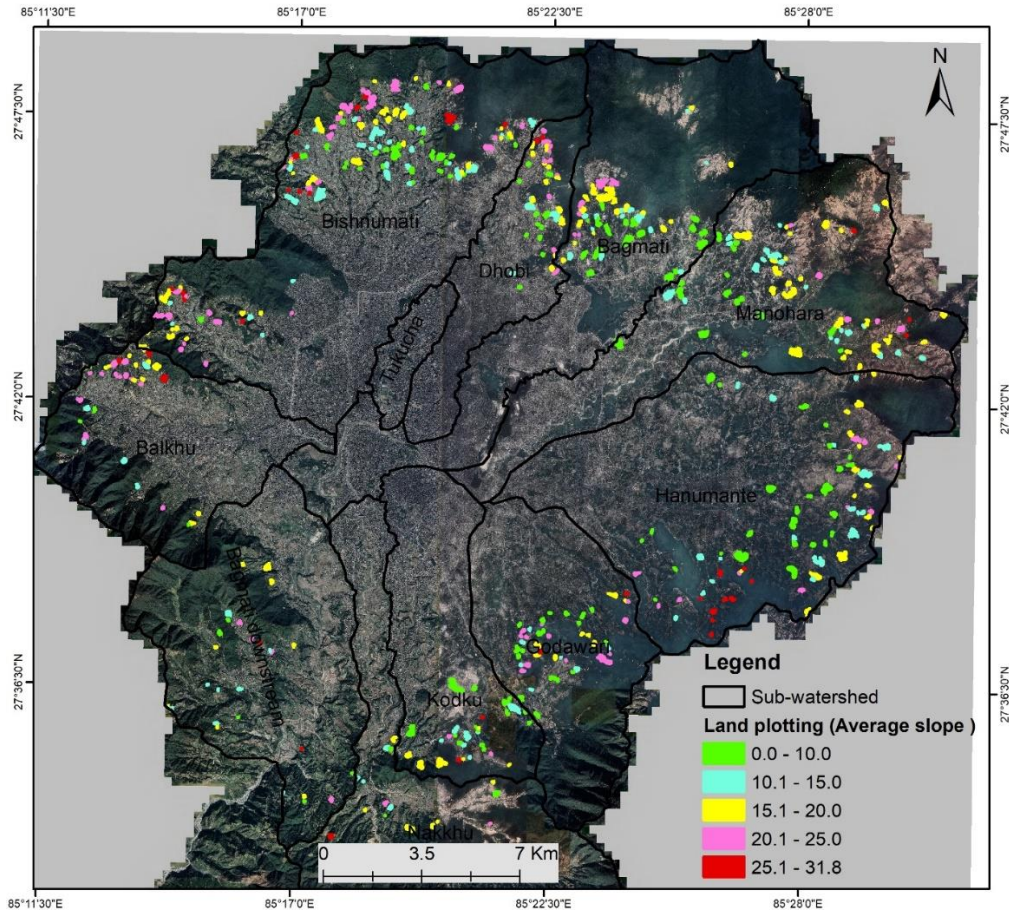 85°11'30"E 85°17'0"E 85°22'30"E 85°28'0"E
N
27°47'30"N 27°47'30"N
Bishnumati
Bagmati
Dhobi
Manohara
TuKucha
27°42'0"N 27°42'0"N
Balkhu
Hanumante
Godawari
27°36'30"N 27°36'30"N
Kodku
Nakkhu
0 3.5 7 Km
Legend
Sub-watershed
Land plotting (Average slope )
0.0 - 10.0
10.1 - 15.0
15.1 - 20.0
20.1 - 25.0
25.1 - 31.8
85°11'30"E 85°17'0"E 85°22'30"E 85°28'0"E